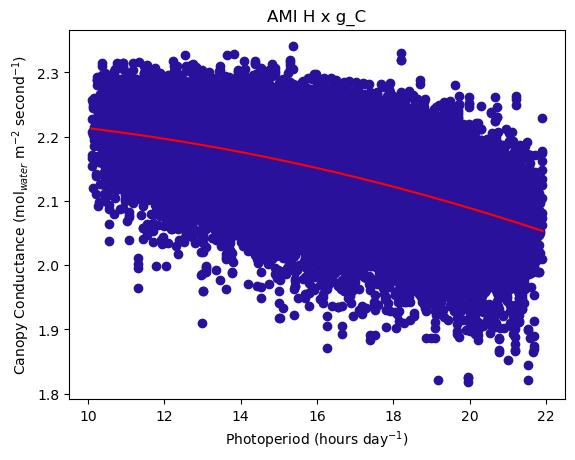 AMI H x g_C
Canopy Conductance (mol_water m⁻² second⁻¹)
2.3
2.2
2.1
2.0
1.9
1.8
10 12 14 16 18 20 22
Photoperiod (hours day⁻¹)